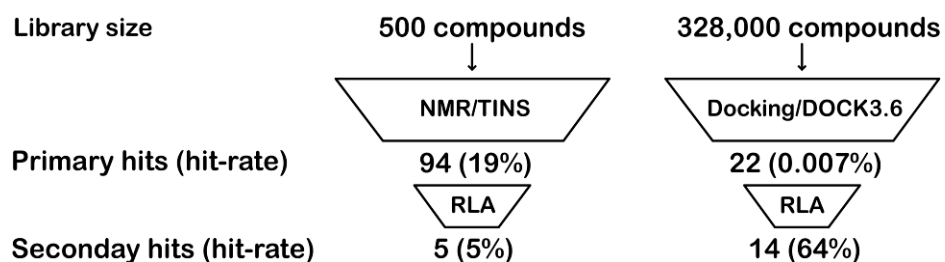 Library size 500 compounds 328,000 compounds
NMR/TINS Docking/DOCK3.6
Primary hits (hit-rate) 94 (19%) 22 (0.007%)
RLA RLA
Seconday hits (hit-rate) 5 (5%) 14 (64%)